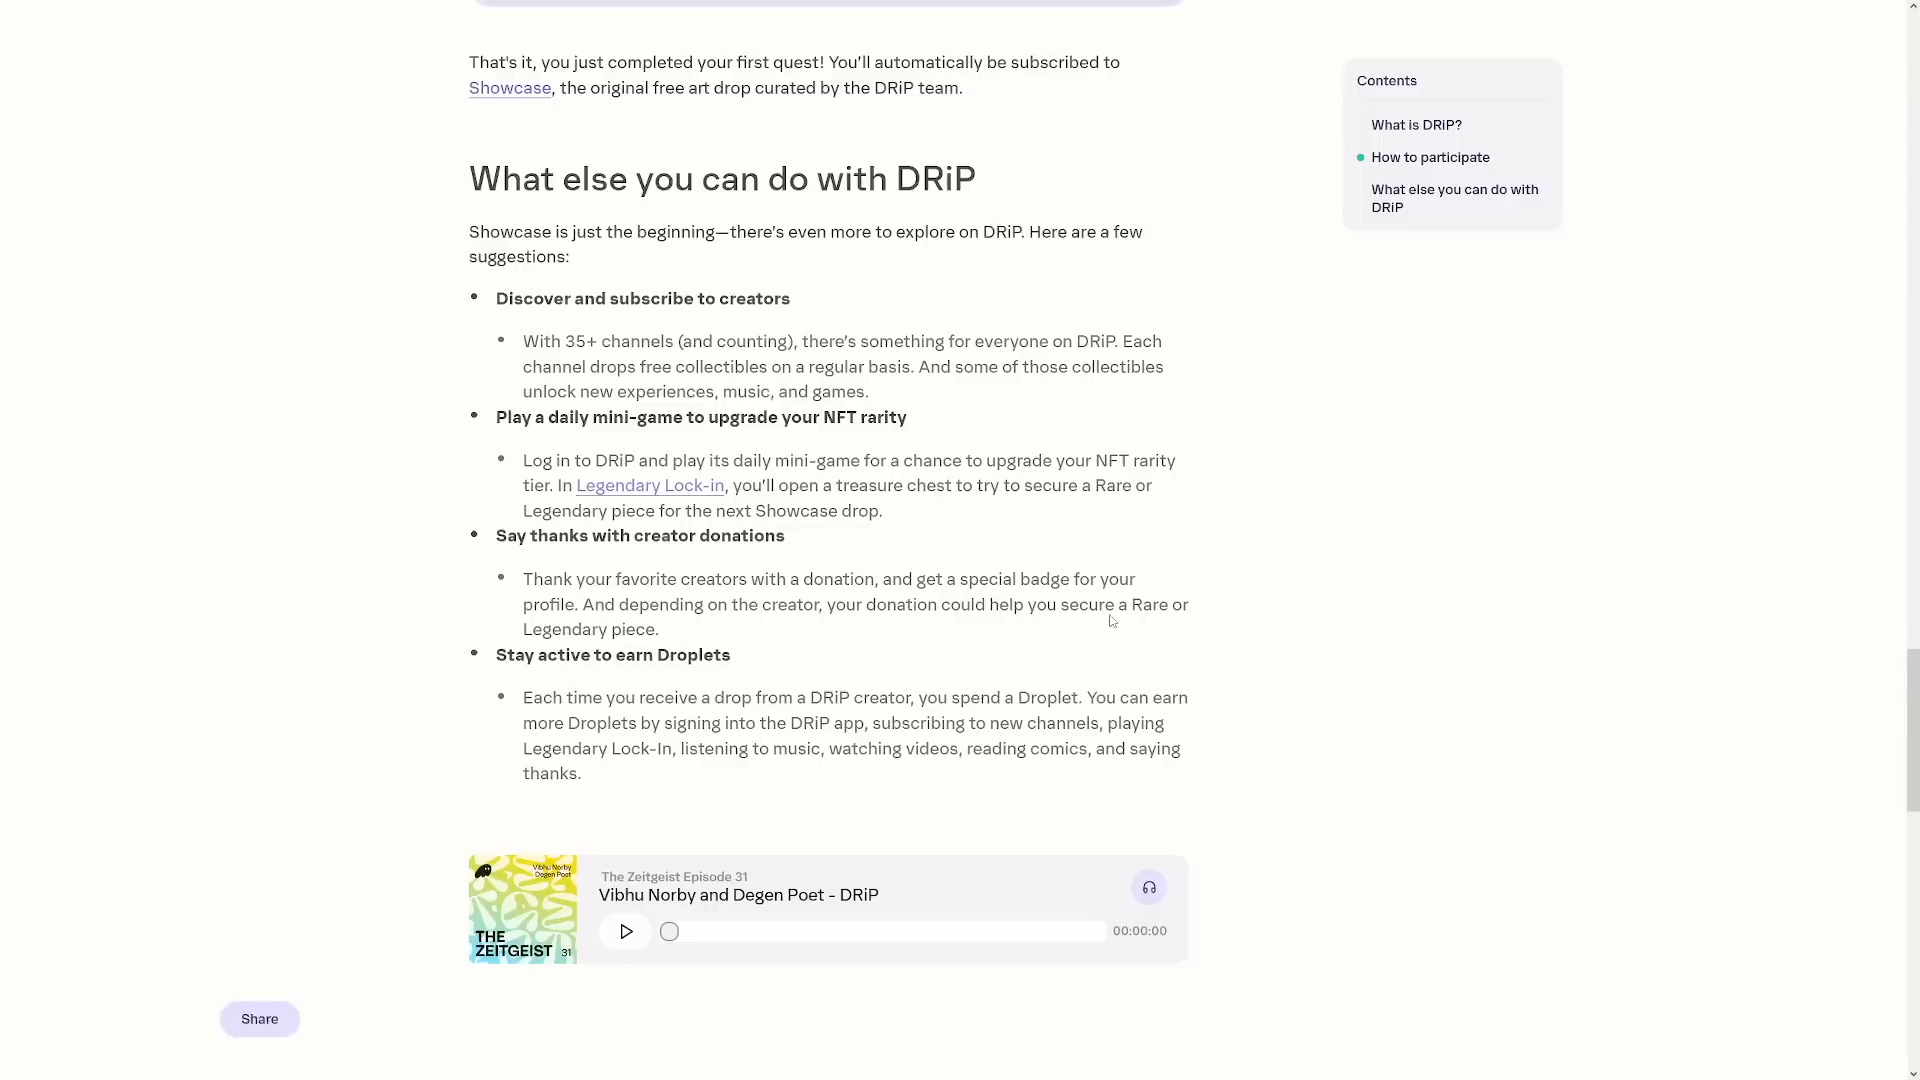 That's it, you just completed your first quest! You'll automatically be subscribed to
Showcase, the original free art drop curated by the DRiP team.
Contents
What is DRiP?
How to participate
What else you can do with
DRiP
What else you can do with DRiP
Showcase is just the beginning—there's even more to explore on DRiP. Here are a few
suggestions:
Discover and subscribe to creators
With 35+ channels (and counting), there's something for everyone on DRiP. Each
channel drops free collectibles on a regular basis. And some of those collectibles
unlock new experiences, music, and games.
Play a daily mini-game to upgrade your NFT rarity
Log in to DRiP and play its daily mini-game for a chance to upgrade your NFT rarity
tier. In Legendary Lock-in, you'll open a treasure chest to try to secure a Rare or
Legendary piece for the next Showcase drop.
Say thanks with creator donations
Thank your favorite creators with a donation, and get a special badge for your
profile. And depending on the creator, your donation could help you secure a Rare or
Legendary piece.
Stay active to earn Droplets
Each time you receive a drop from a DRiP creator, you spend a Droplet. You can earn
more Droplets by signing into the DRiP app, subscribing to new channels, playing
Legendary Lock-In, listening to music, watching videos, reading comics, and saying
thanks.
Vibhu Norby
Degen Poet
THE
ZEITGEIST 31
The Zeitgeist Episode 31
Vibhu Norby and Degen Poet - DRiP
00:00:00
Share